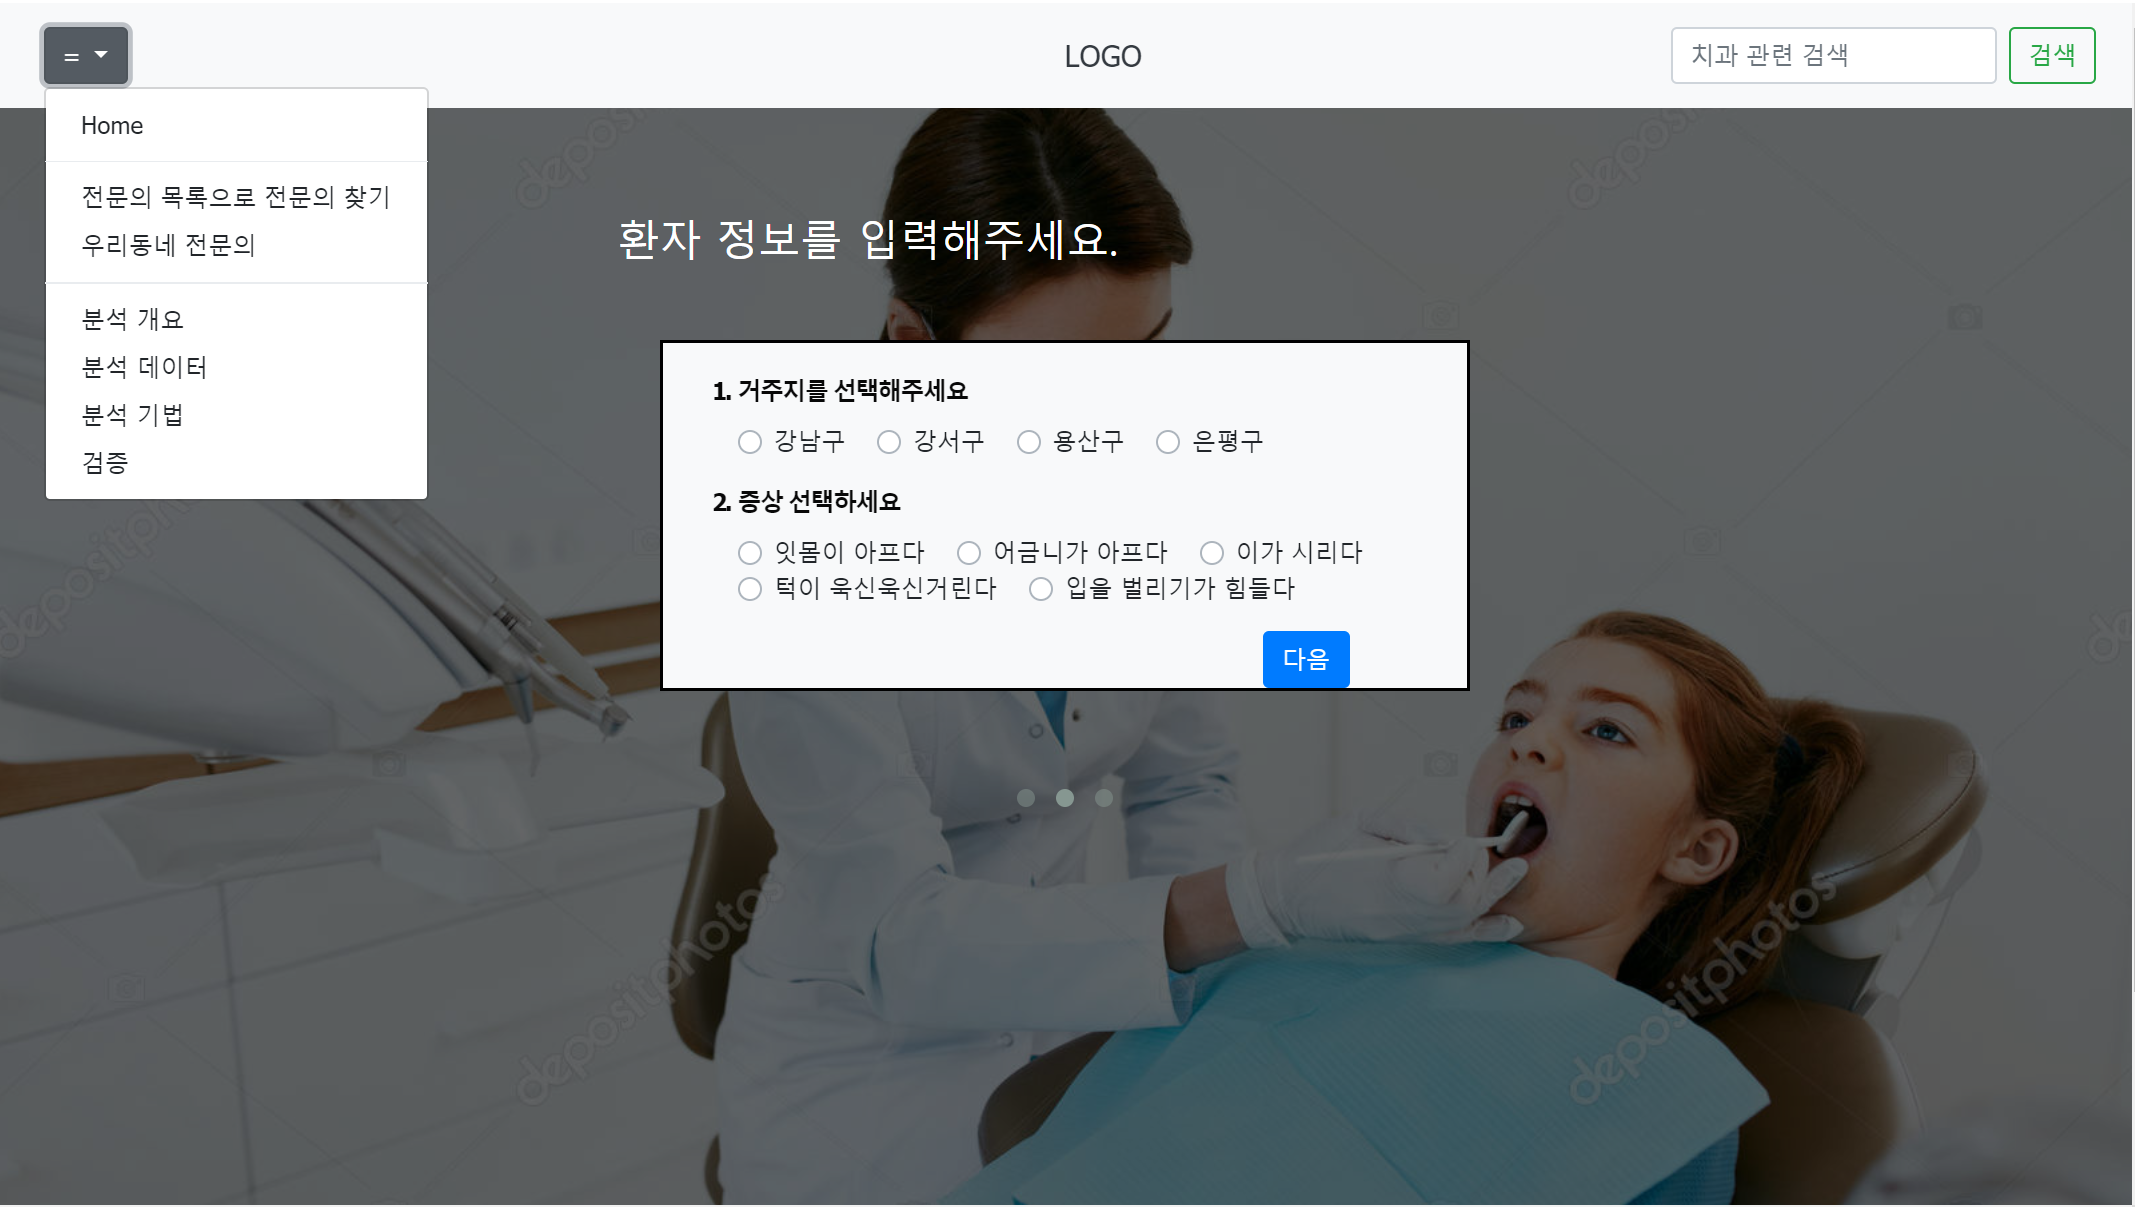 = 
LOGO
치과 관련 검색
검색
Home
전문의 목록으로 전문의 찾기
우리동네 전문의
분석 개요
분석 데이터
분석 기법
검증
환자 정보를 입력해주세요.
1. 거주지를 선택해주세요
강남구 강서구 용산구 은평구
2. 증상 선택하세요
잇몸이 아프다 어금니가 아프다 이가 시리다
턱이 욱신욱신거린다 입을 벌리기가 힘들다
다음
depositphotos
depositphotos
depositphotos